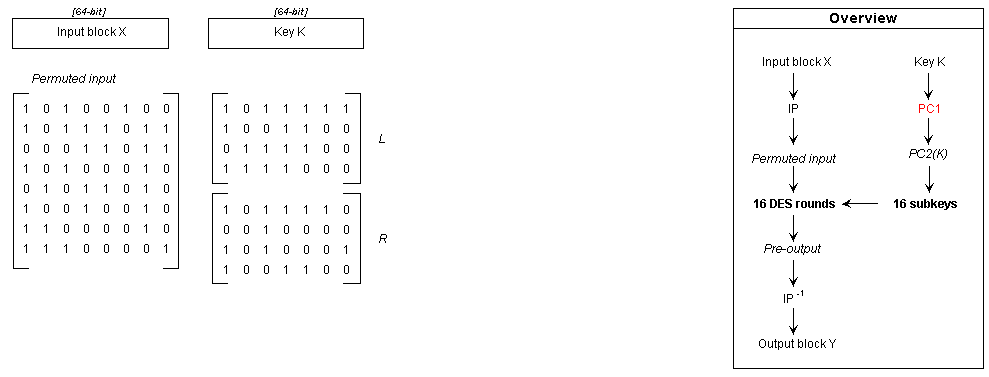 [64-bit]
Input block X
[64-bit]
Key K
Permuted input
1 0 1 0 0 1 0 0
1 0 1 1 1 0 1 1
0 0 0 1 1 0 1 0
1 0 1 0 0 0 1 0
0 1 0 1 1 0 1 0
1 0 0 1 0 0 1 0
1 1 0 0 0 0 1 0
1 1 1 0 0 0 0 1
1 0 1 1 1 1 1
1 0 0 1 1 0 0
0 1 1 1 1 0 0
1 1 1 1 0 0 0
L
1 0 1 1 1 1 0
0 0 0 1 0 0 0
1 0 1 0 0 0 1
1 0 0 1 1 0 0
R
Overview
Input block X
IP
Permuted input
16 DES rounds
Pre-output
IP -1
Output block Y
Key K
PC1
PC2(K)
16 subkeys